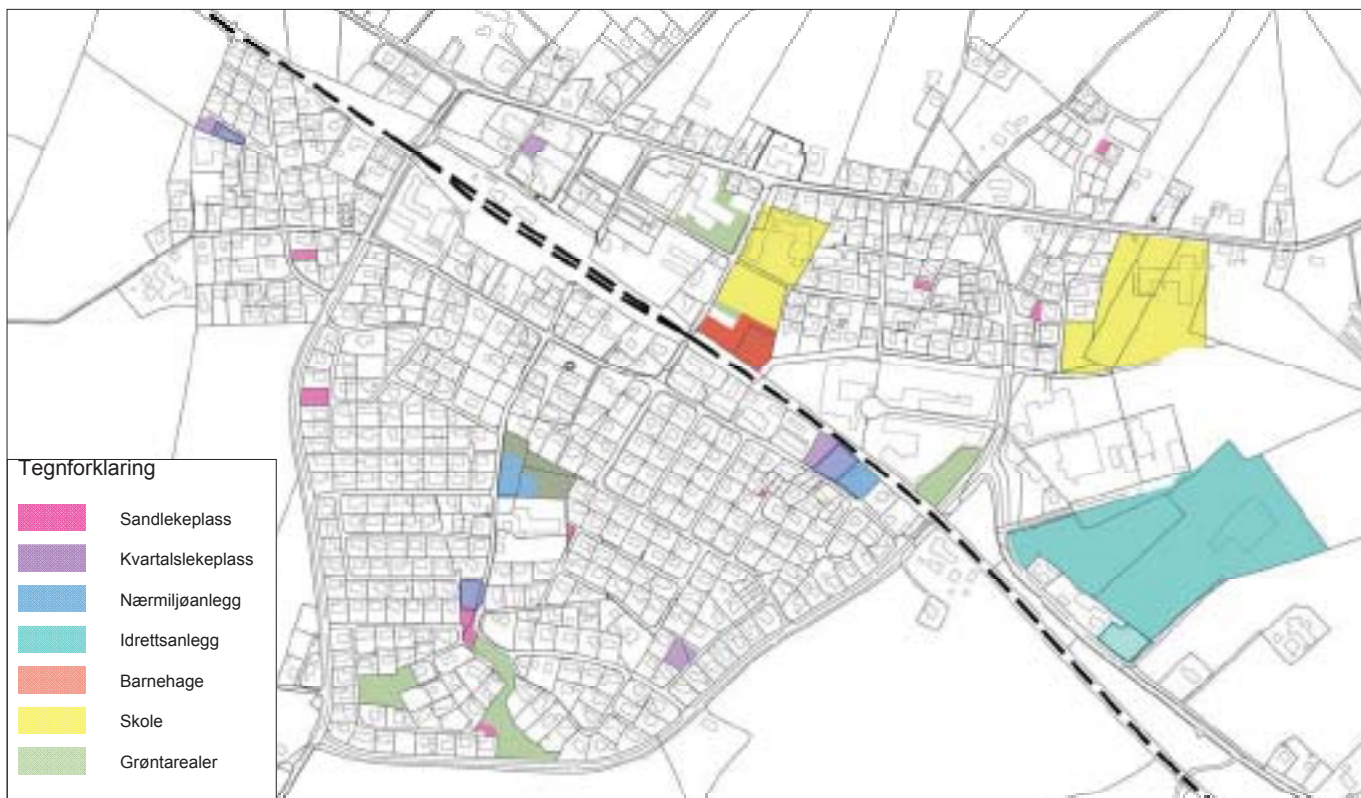 Tegnforklaring
Sandlekeplass
Kvartalslekeplass
Nærmiljøanlegg
Idrettsanlegg
Barnehage
Skole
Grøntarealer